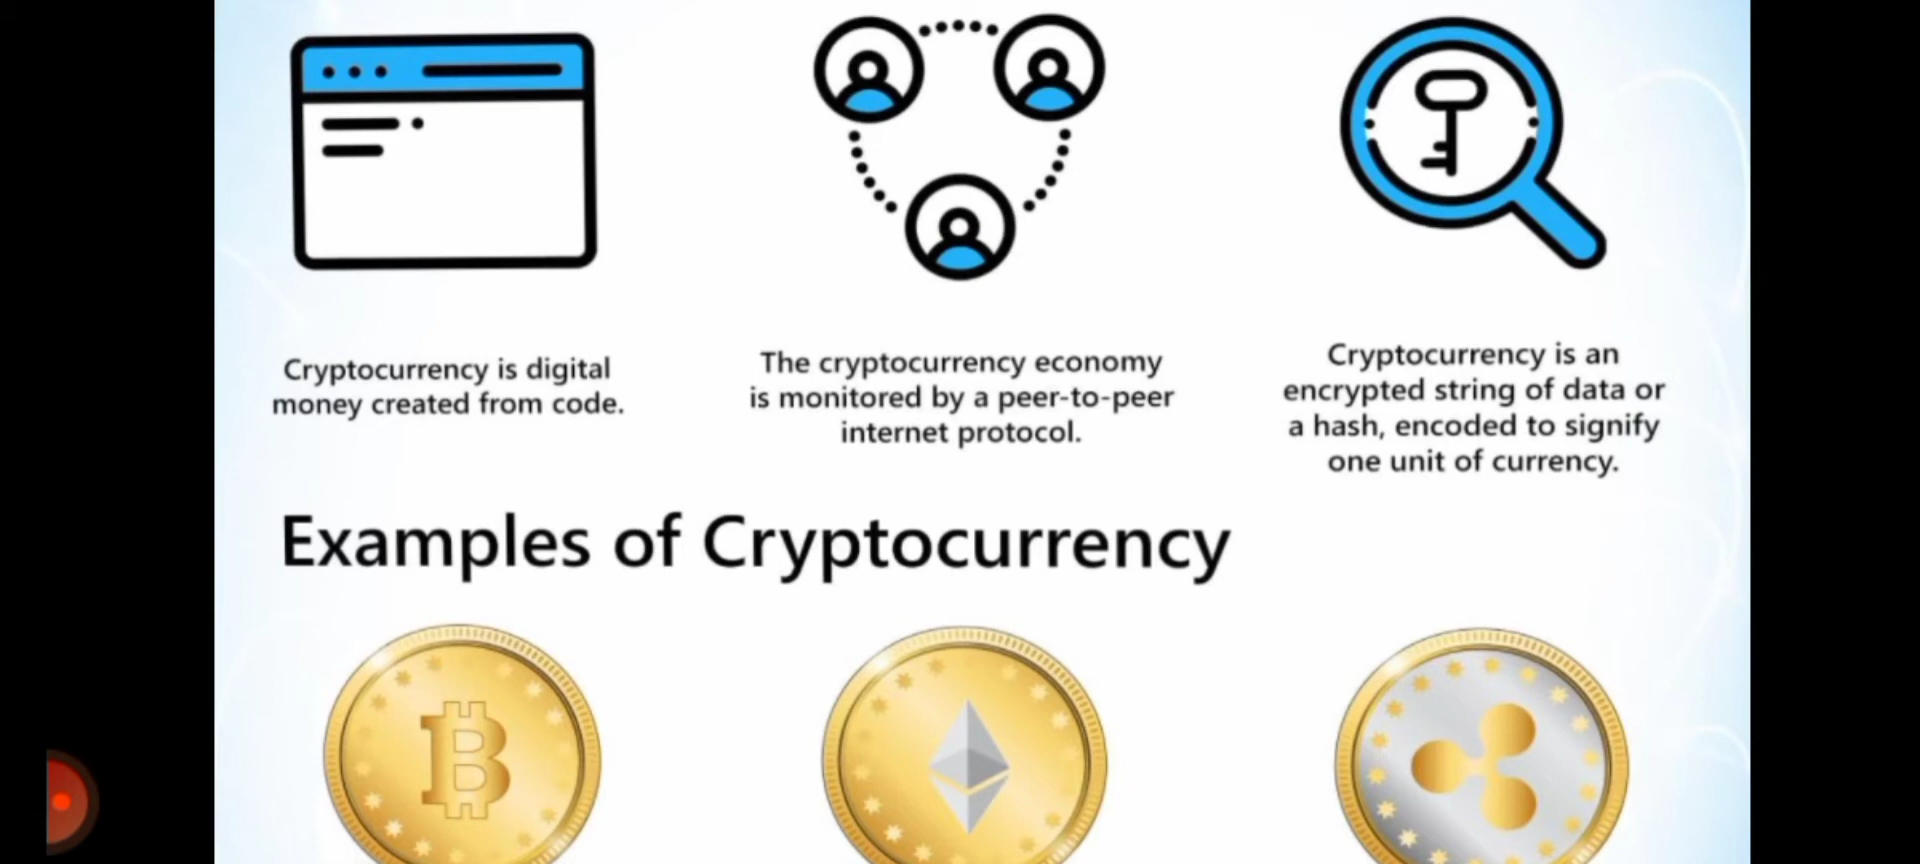 Cryptocurrency is digital
money created from code.
The cryptocurrency economy
is monitored by a peer-to-peer
internet protocol.
Cryptocurrency is an
encrypted string of data or
a hash, encoded to signify
one unit of currency.
Examples of Cryptocurrency